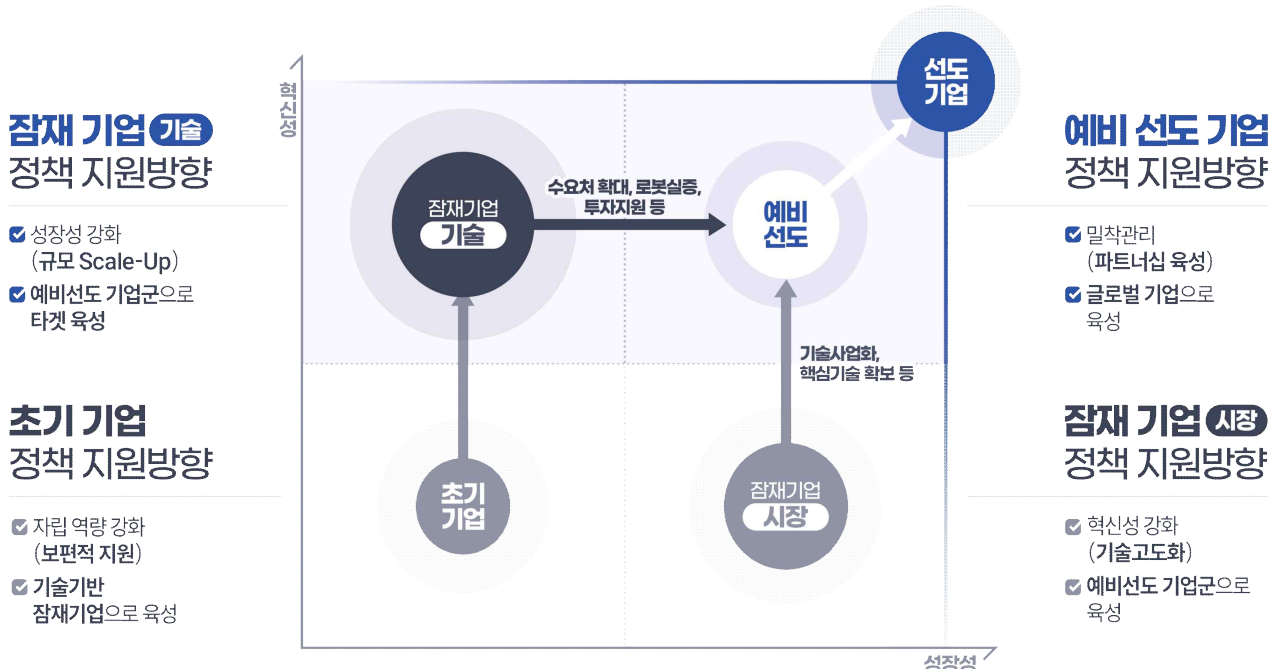 잠재 기업 기술
정책 지원방향
성장성 강화
(규모 Scale-Up)
예비선도 기업군으로
타겟 육성
초기 기업
정책 지원방향
자립 역량 강화
(보편적 지원)
기술기반
잠재기업으로 육성
혁신성
선도
기업
잠재기업
기술
수요처 확대, 로봇실증,
투자지원 등
예비
선도
기술사업화,
핵심기술 확보 등
초기
기업
잠재기업
시장
성장성
예비 선도 기업
정책 지원방향
밀착관리
(파트너십 육성)
글로벌 기업으로
육성
잠재 기업 시장
정책 지원방향
혁신성 강화
(기술고도화)
예비선도 기업군으로
육성